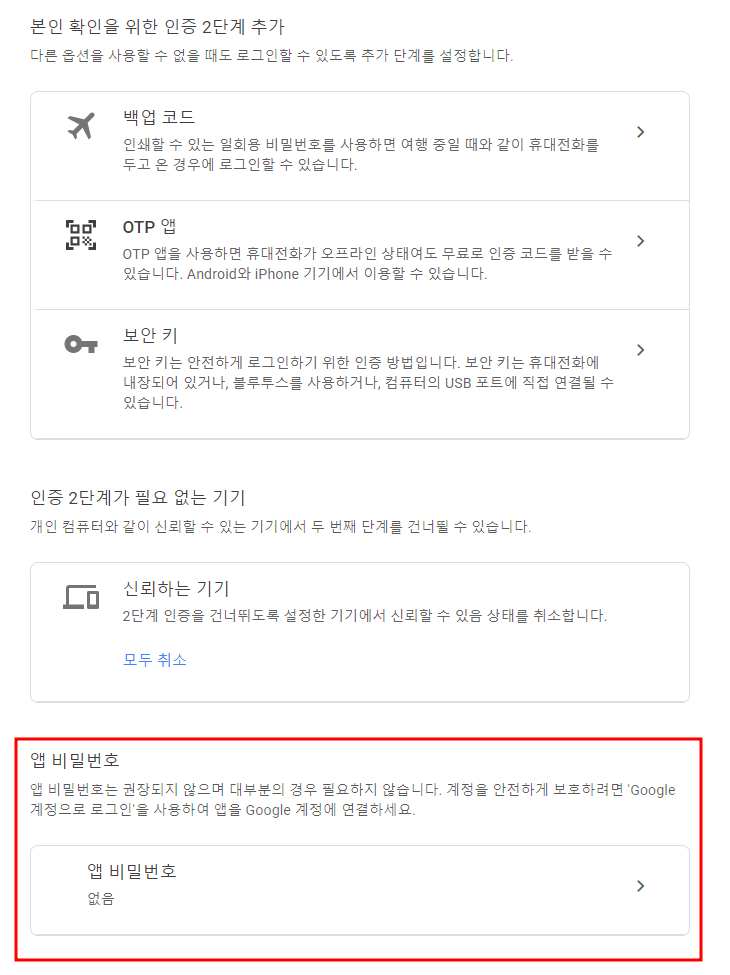 본인 확인을 위한 인증 2단계 추가
다른 옵션을 사용할 수 없을 때도 로그인할 수 있도록 추가 단계를 설정합니다.
백업 코드
인쇄할 수 있는 일회용 비밀번호를 사용하면 여행 중일 때와 같이 휴대전화를
두고 온 경우에 로그인할 수 있습니다.
OTP 앱
OTP 앱을 사용하면 휴대전화가 오프라인 상태여도 무료로 인증 코드를 받을 수
있습니다. Android와 iPhone 기기에서 이용할 수 있습니다.
보안 키
보안 키는 안전하게 로그인하기 위한 인증 방법입니다. 보안 키는 휴대전화에
내장되어 있거나, 블루투스를 사용하거나, 컴퓨터의 USB 포트에 직접 연결될 수
있습니다.
인증 2단계가 필요 없는 기기
개인 컴퓨터와 같이 신뢰할 수 있는 기기에서 두 번째 단계를 건너뛸 수 있습니다.
신뢰하는 기기
2단계 인증을 건너뛰도록 설정한 기기에서 신뢰할 수 있음 상태를 취소합니다.
모두 취소
앱 비밀번호
앱 비밀번호는 권장되지 않으며 대부분의 경우 필요하지 않습니다. 계정을 안전하게 보호하려면 'Google
계정으로 로그인'을 사용하여 앱을 Google 계정에 연결하세요.
앱 비밀번호
없음